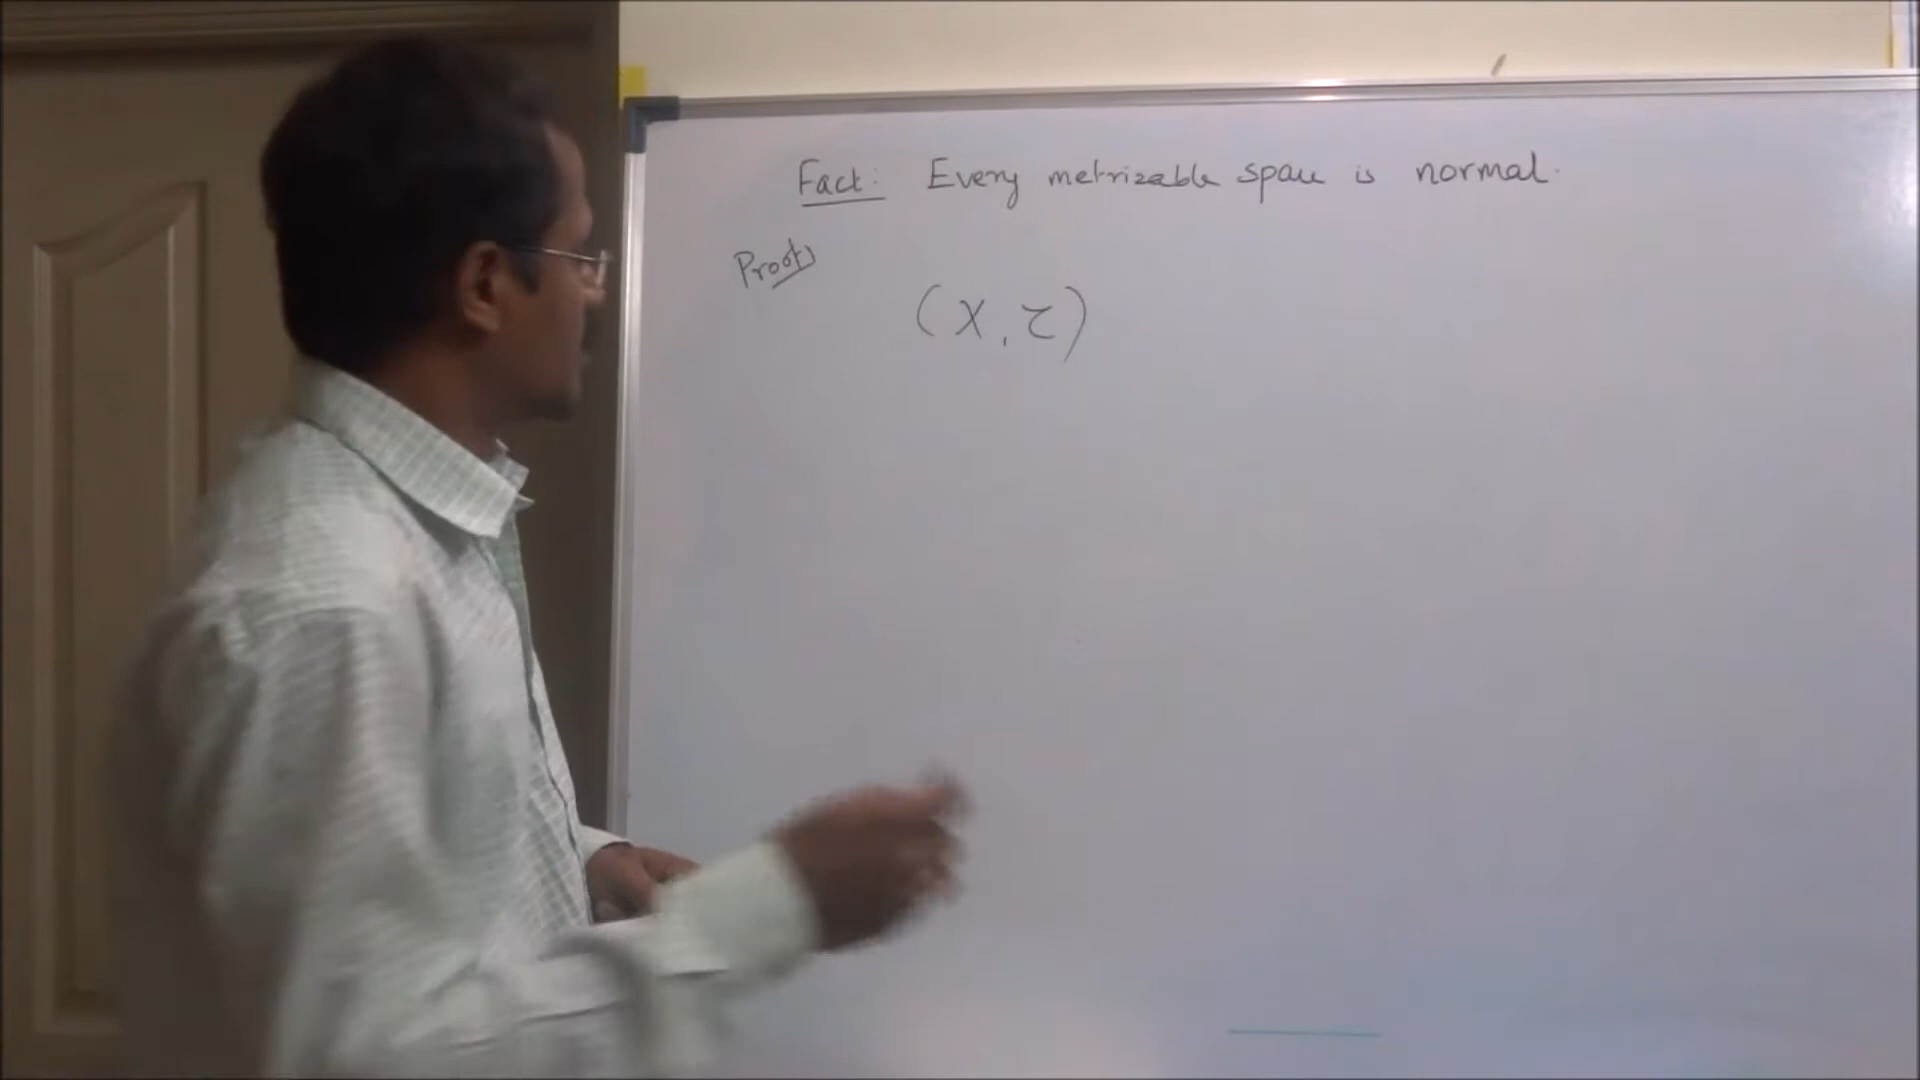 Fact: Every metrizable space is normal.
Proof
(X, τ)